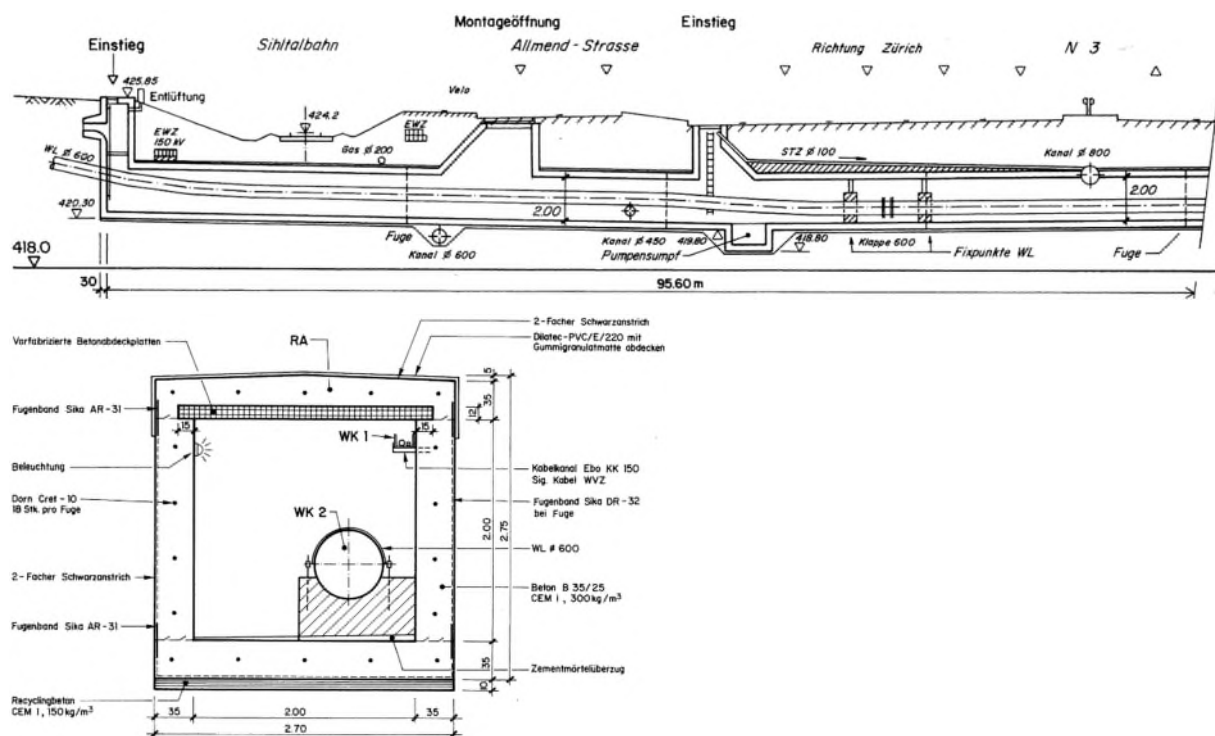 Montageöffnung Einstieg
Einstieg Sihltalbahn Allmend-Strasse Richtung Zürich N 3
425.85
Entlüftung
Velo
424.2
EWZ
150 kV
EWZ
WL Ø 600
Gas Ø 200
STZ Ø 100
Kanal Ø 800
2.00
2.00
420.30
Fuge
Kanal Ø 600
Kanal Ø 450
419.80
Pumpensumpf
418.80
Klappe 600
Fixpunkte WL
Fuge
418.0
30
95.60 m
2-Facher Schwarzanstrich
Dilatec-PVC/E/220 mit
Gummigranulatmatte abdecken
Vorfabrizierte Betonabdeckplatten
RA
5
35
12
Fugenband Sika AR-31
15
15
WK 1
Beleuchtung
Kabelkanal Ebo KK 150
Sig. Kabel WVZ
Dorn Cret-10
18 Stk. pro Fuge
Fugenband Sika DR-32
bei Fuge
2.00
2.75
WK 2
WL Ø 600
2-Facher Schwarzanstrich
Beton B 35/25
CEM I, 300kg/m³
Fugenband Sika AR-31
Zementmörtelüberzug
35
10
Recyclingbeton
CEM I, 150kg/m³
35
2.00
35
2.70